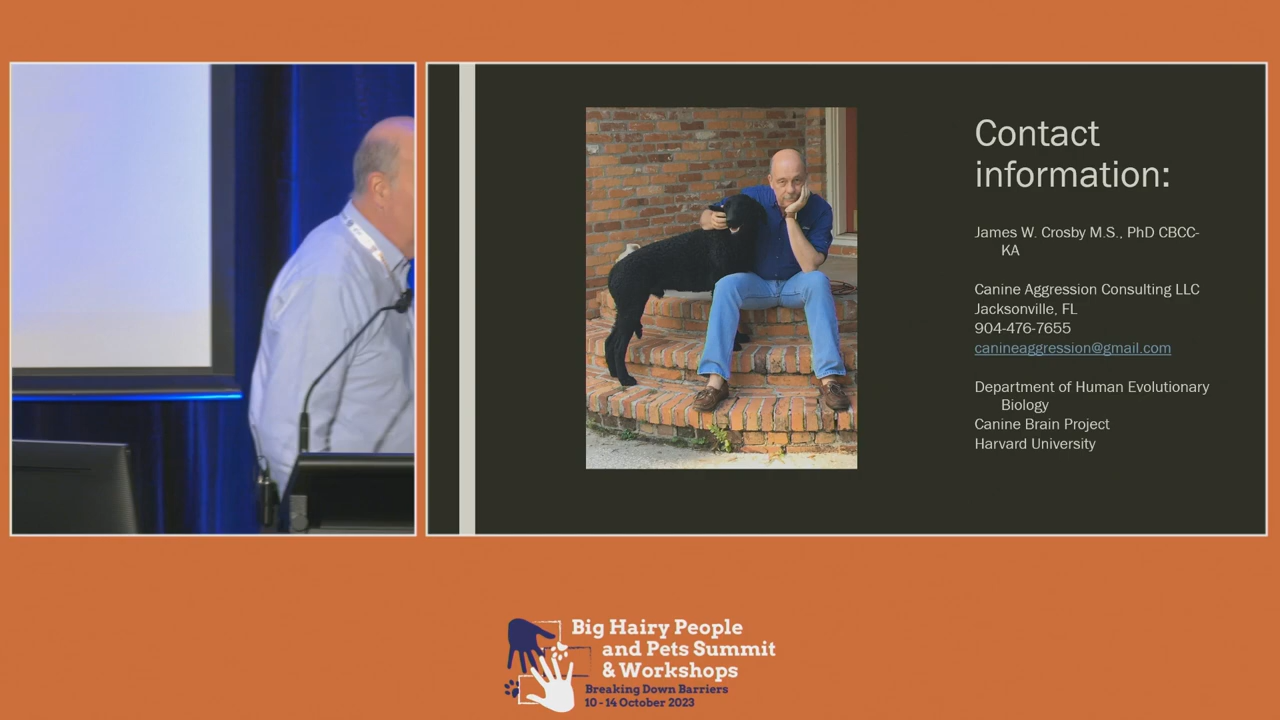 Contact
information:
James W. Crosby M.S., PhD CBCC-
KA
Canine Aggression Consulting LLC
Jacksonville, FL
904-476-7655
canineaggression@gmail.com
Department of Human Evolutionary
Biology
Canine Brain Project
Harvard University
Big Hairy People
and Pets Summit
& Workshops
Breaking Down Barriers
10 - 14 October 2023